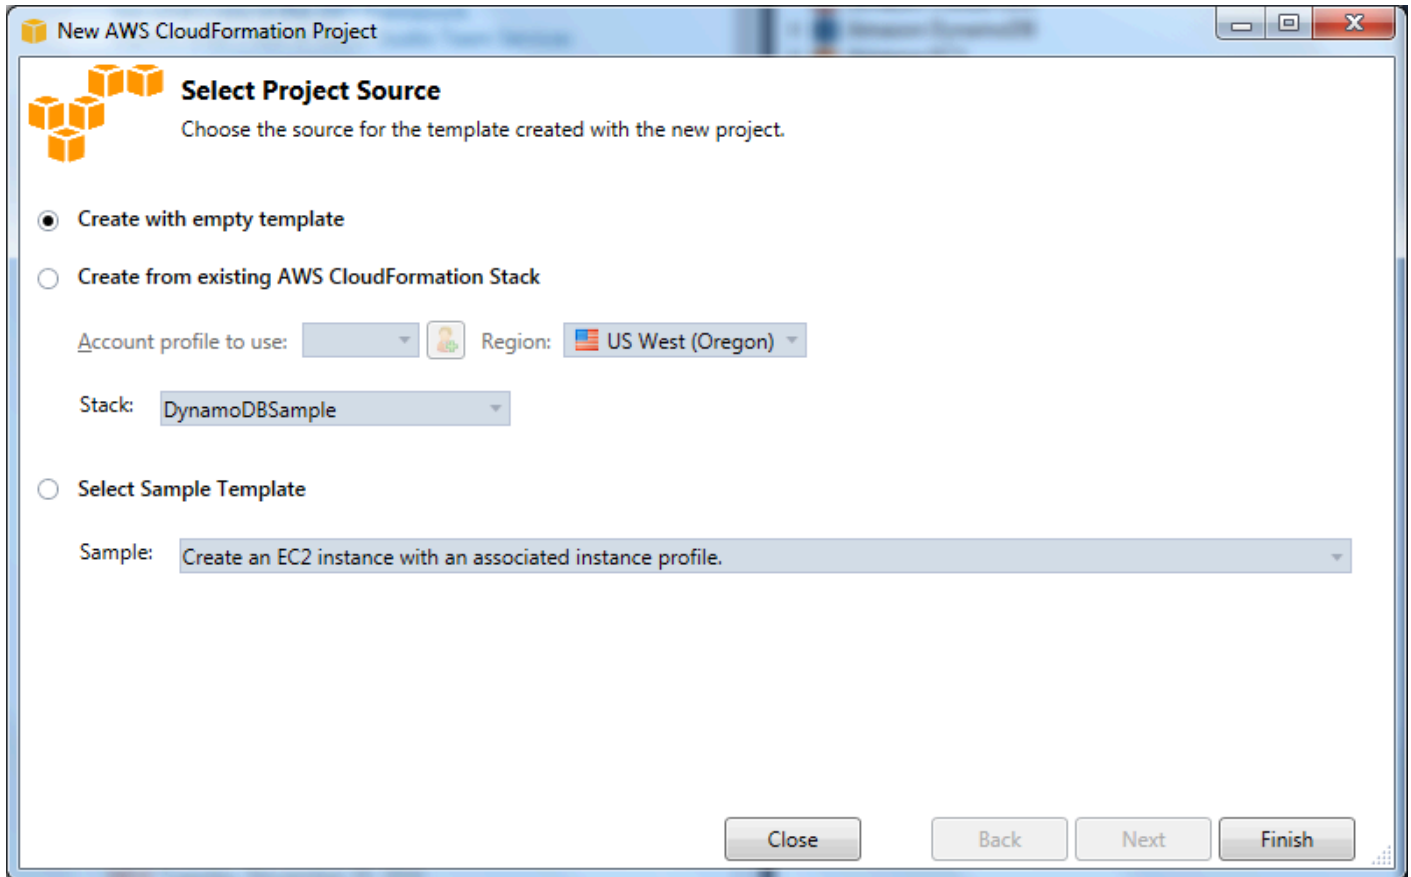 New AWS CloudFormation Project
Select Project Source
Choose the source for the template created with the new project.
Create with empty template
Create from existing AWS CloudFormation Stack
Account profile to use: Region: US West (Oregon)
Stack: DynamoDBSample
Select Sample Template
Sample: Create an EC2 instance with an associated instance profile.
Close Back Next Finish